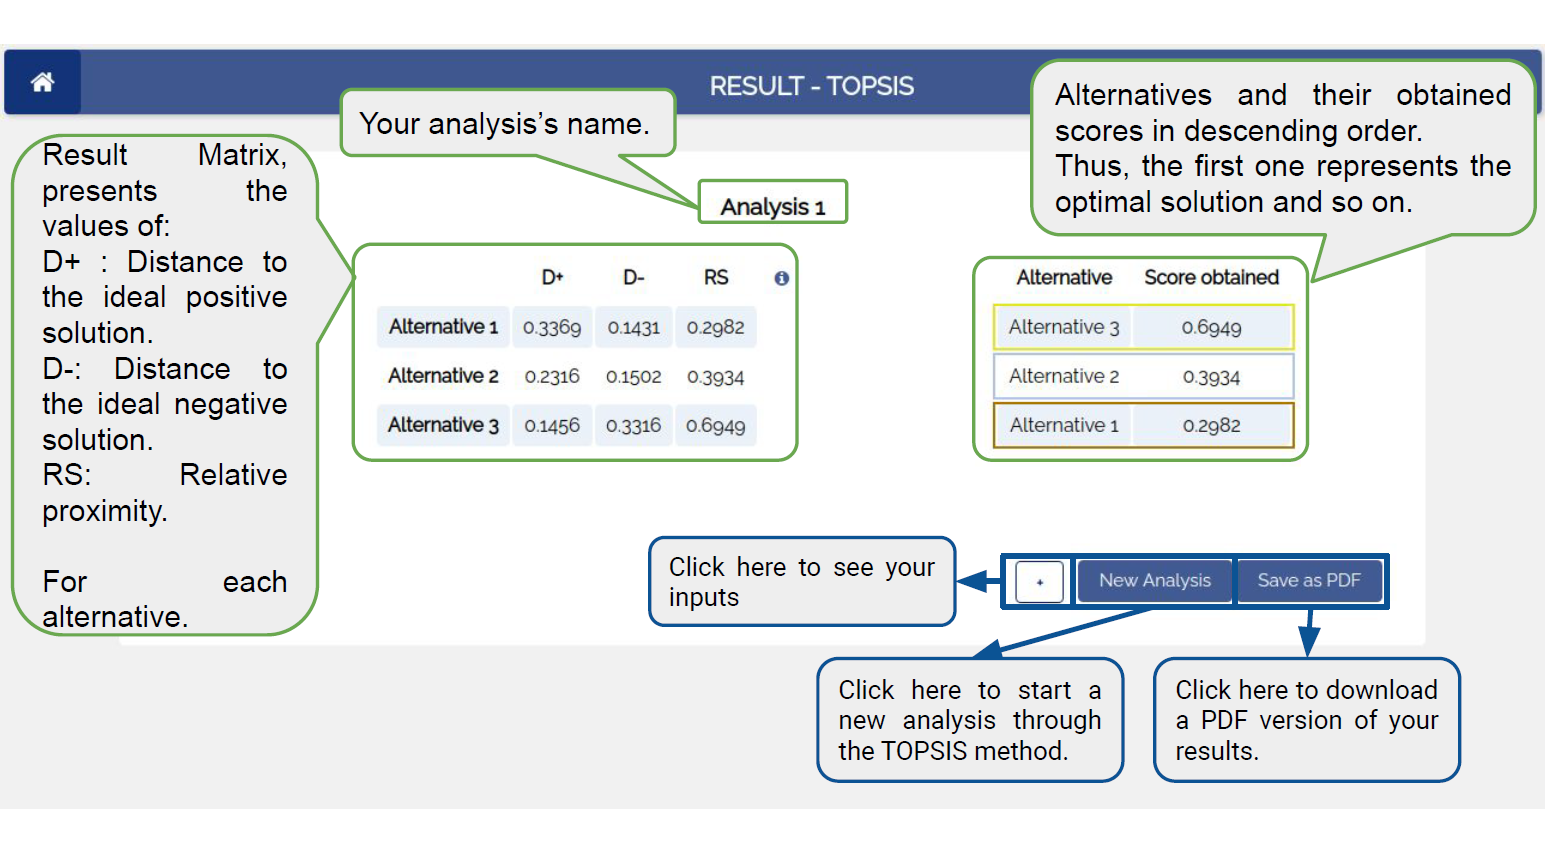 RESULT - TOPSIS
Your analysis's name.
Alternatives and their obtained
scores in descending order.
Thus, the first one represents the
optimal solution and so on.
Result Matrix,
presents the
values of:
D+ : Distance to
the ideal positive
solution.
D-: Distance to
the ideal negative
solution.
RS: Relative
proximity.
For each
alternative.
Analysis 1
D+ D- RS
Alternative 1 0.3369 0.1431 0.2982
Alternative 2 0.2316 0.1502 0.3934
Alternative 3 0.1456 0.3316 0.6949
Alternative Score obtained
Alternative 3 0.6949
Alternative 2 0.3934
Alternative 1 0.2982
Click here to see your
inputs
+ New Analysis Save as PDF
Click here to start a
new analysis through
the TOPSIS method.
Click here to download
a PDF version of your
results.